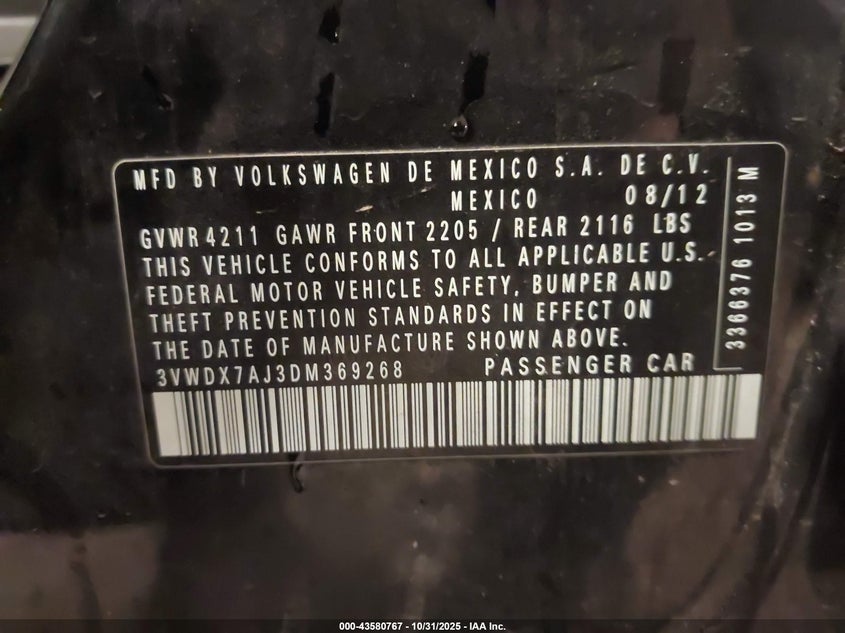 MFD BY VOLKSWAGEN DE MEXICO S.A. DE C.V.
MEXICO 08/12
GVWR 4211 GAWR FRONT 2205 / REAR 2116 LBS
THIS VEHICLE CONFORMS TO ALL APPLICABLE U.S.
FEDERAL MOTOR VEHICLE SAFETY, BUMPER AND
THEFT PREVENTION STANDARDS IN EFFECT ON
THE DATE OF MANUFACTURE SHOWN ABOVE.
3VWDX7AJ3DM369268 PASSENGER CAR
3366376 1013 M
000-43580767 - 10/31/2025 - IAA Inc.